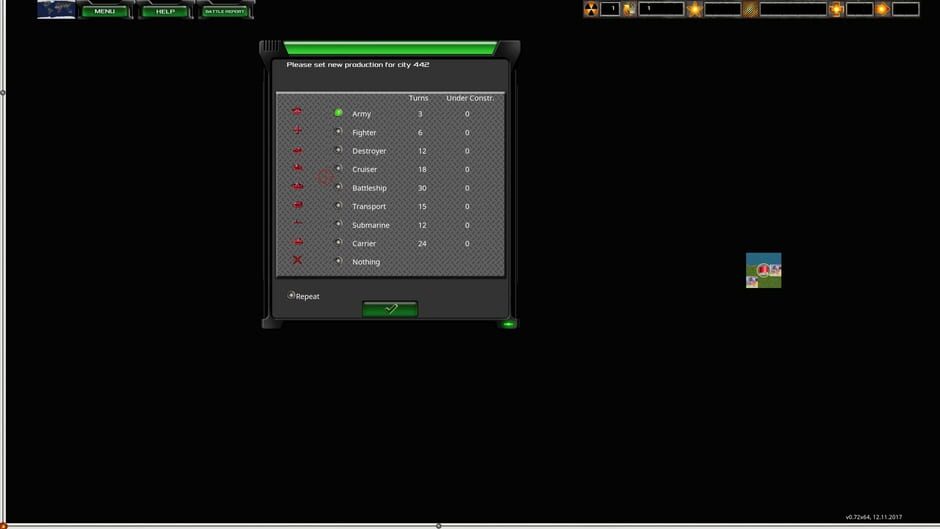 MENU HELP BATTLE REPORT 1 1
Please set new production for city 442
Turns Under Constr.
Army 3 0
Fighter 6 0
Destroyer 12 0
Cruiser 18 0
Battleship 30 0
Transport 15 0
Submarine 12 0
Carrier 24 0
Nothing
Repeat
v0.72x64, 12.11.2017